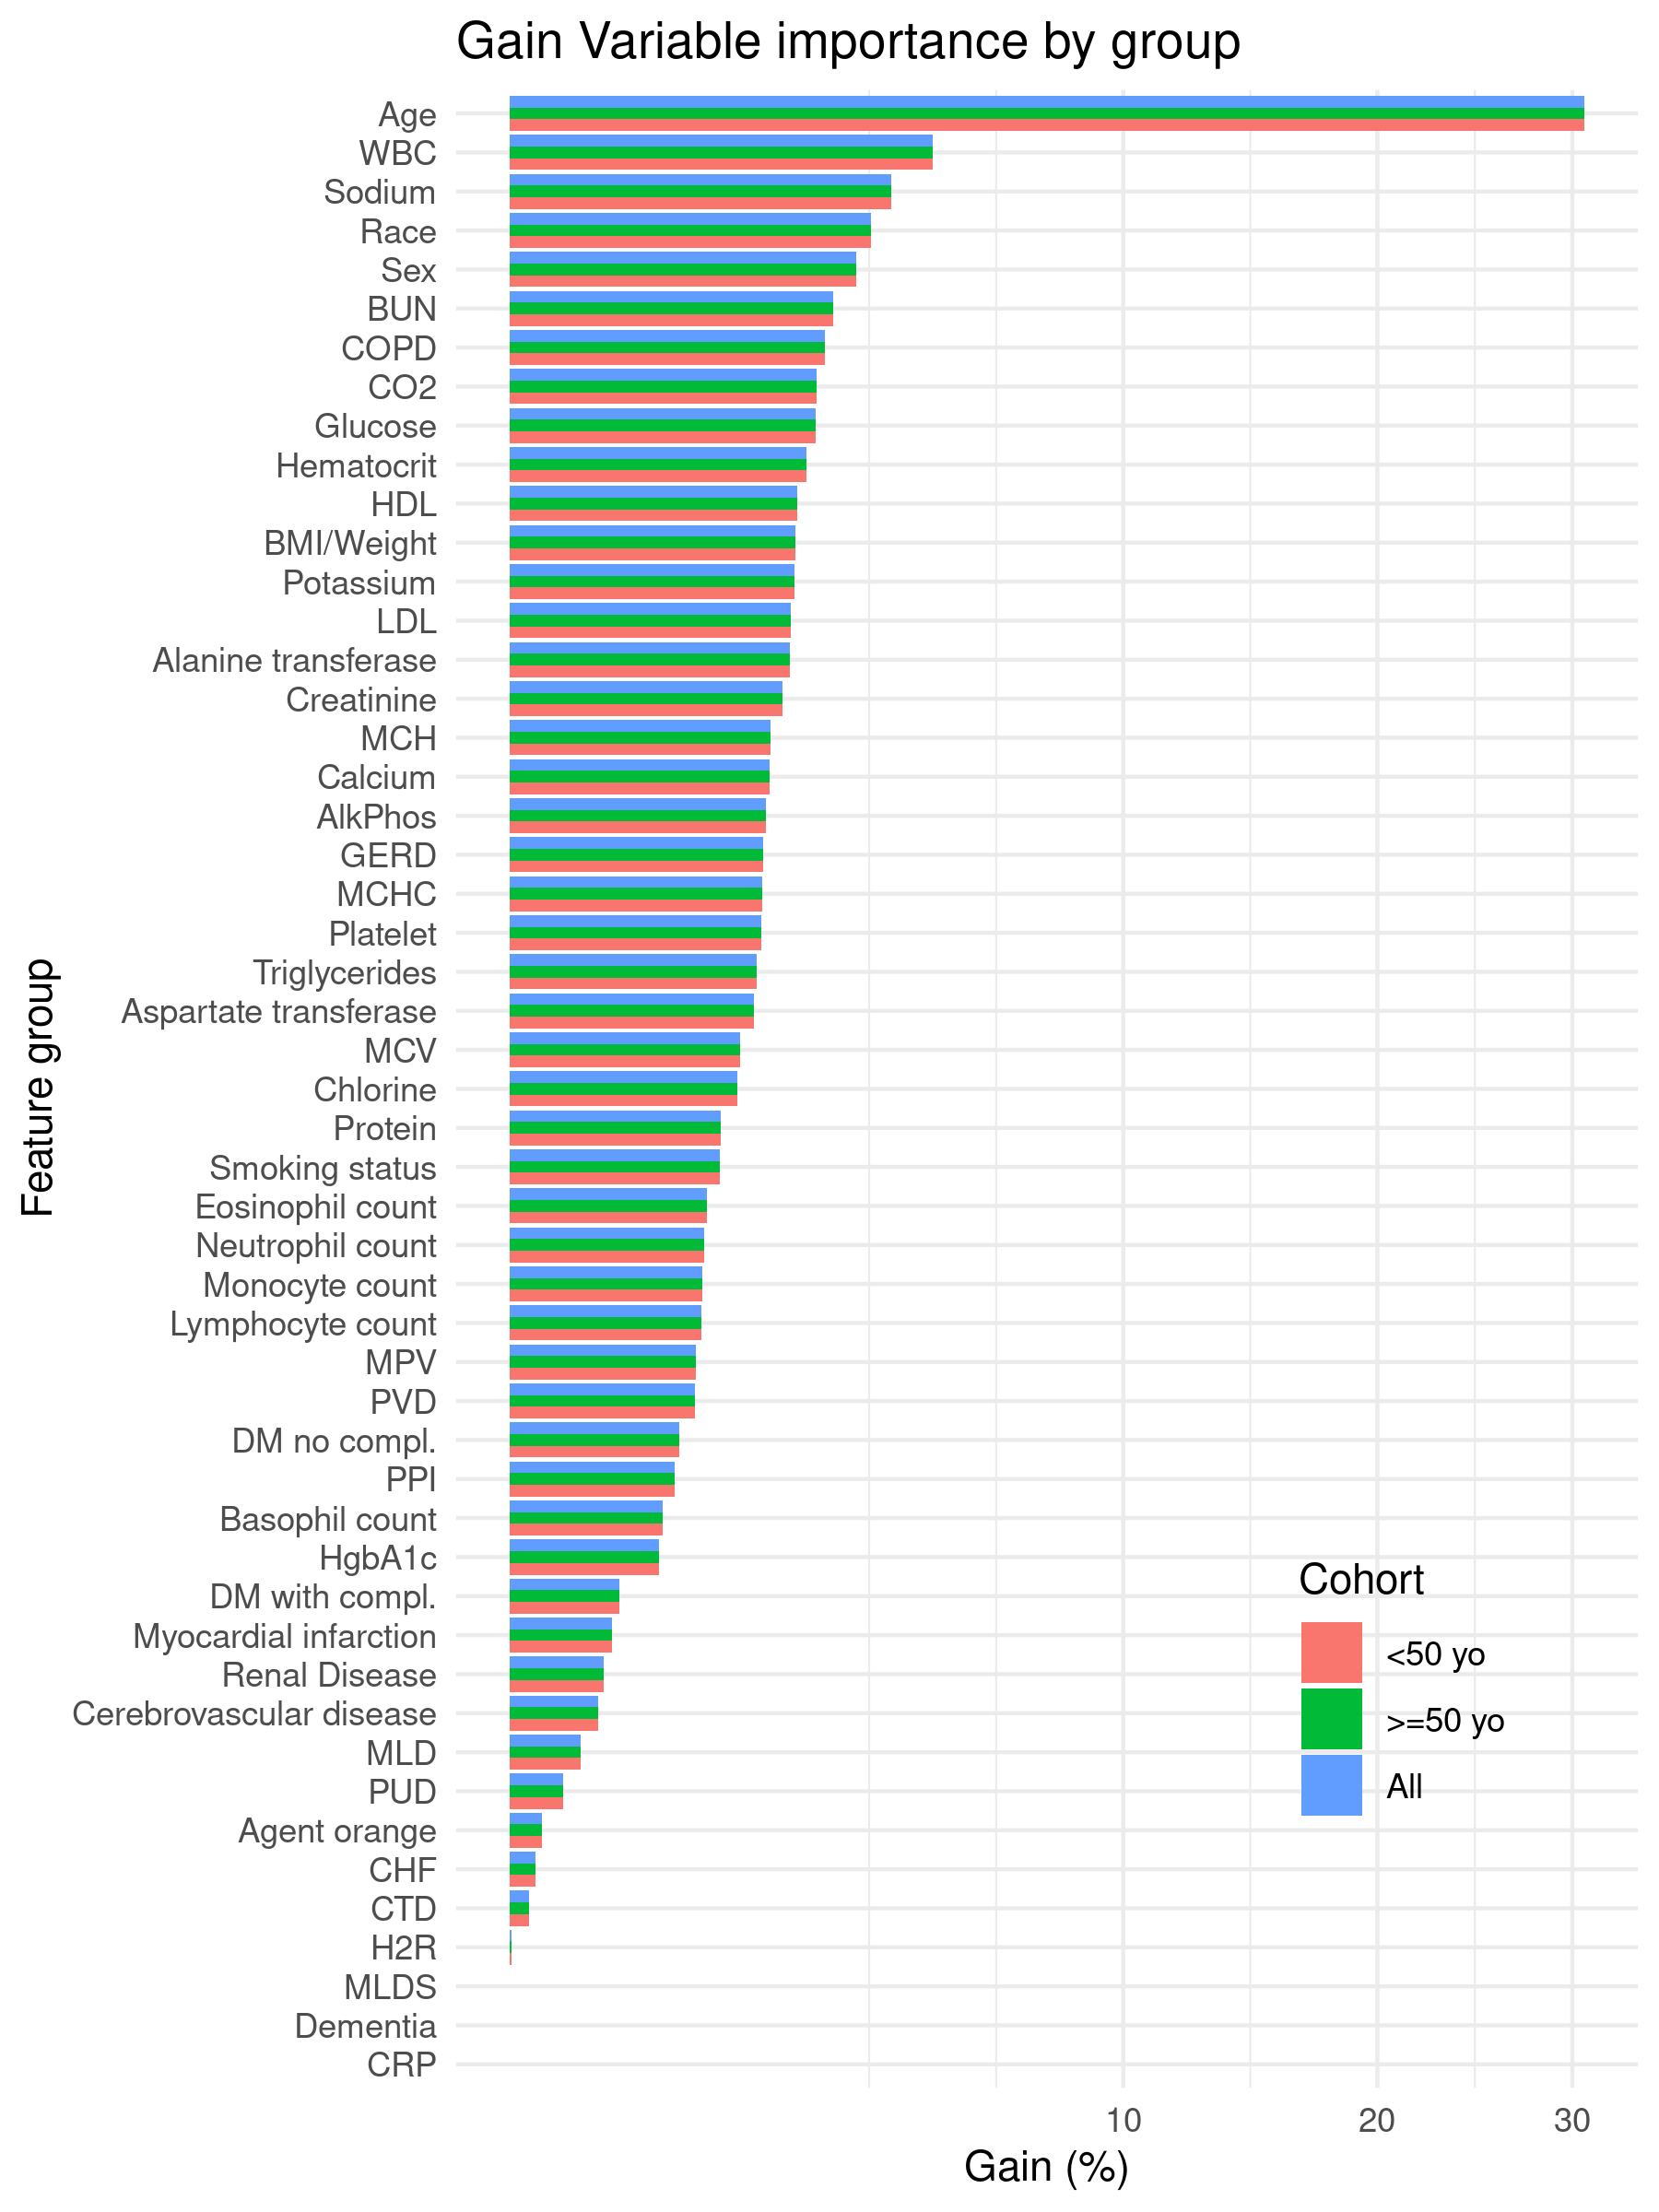 Gain Variable importance by group
Feature group
Age
WBC
Sodium
Race
Sex
BUN
COPD
CO2
Glucose
Hematocrit
HDL
BMI/Weight
Potassium
LDL
Alanine transferase
Creatinine
MCH
Calcium
AlkPhos
GERD
MCHC
Platelet
Triglycerides
Aspartate transferase
MCV
Chlorine
Protein
Smoking status
Eosinophil count
Neutrophil count
Monocyte count
Lymphocyte count
MPV
PVD
DM no compl.
PPI
Basophil count
HgbA1c
DM with compl.
Myocardial infarction
Renal Disease
Cerebrovascular disease
MLD
PUD
Agent orange
CHF
CTD
H2R
MLDS
Dementia
CRP
Cohort
<50 yo
>=50 yo
All
10 20 30
Gain (%)